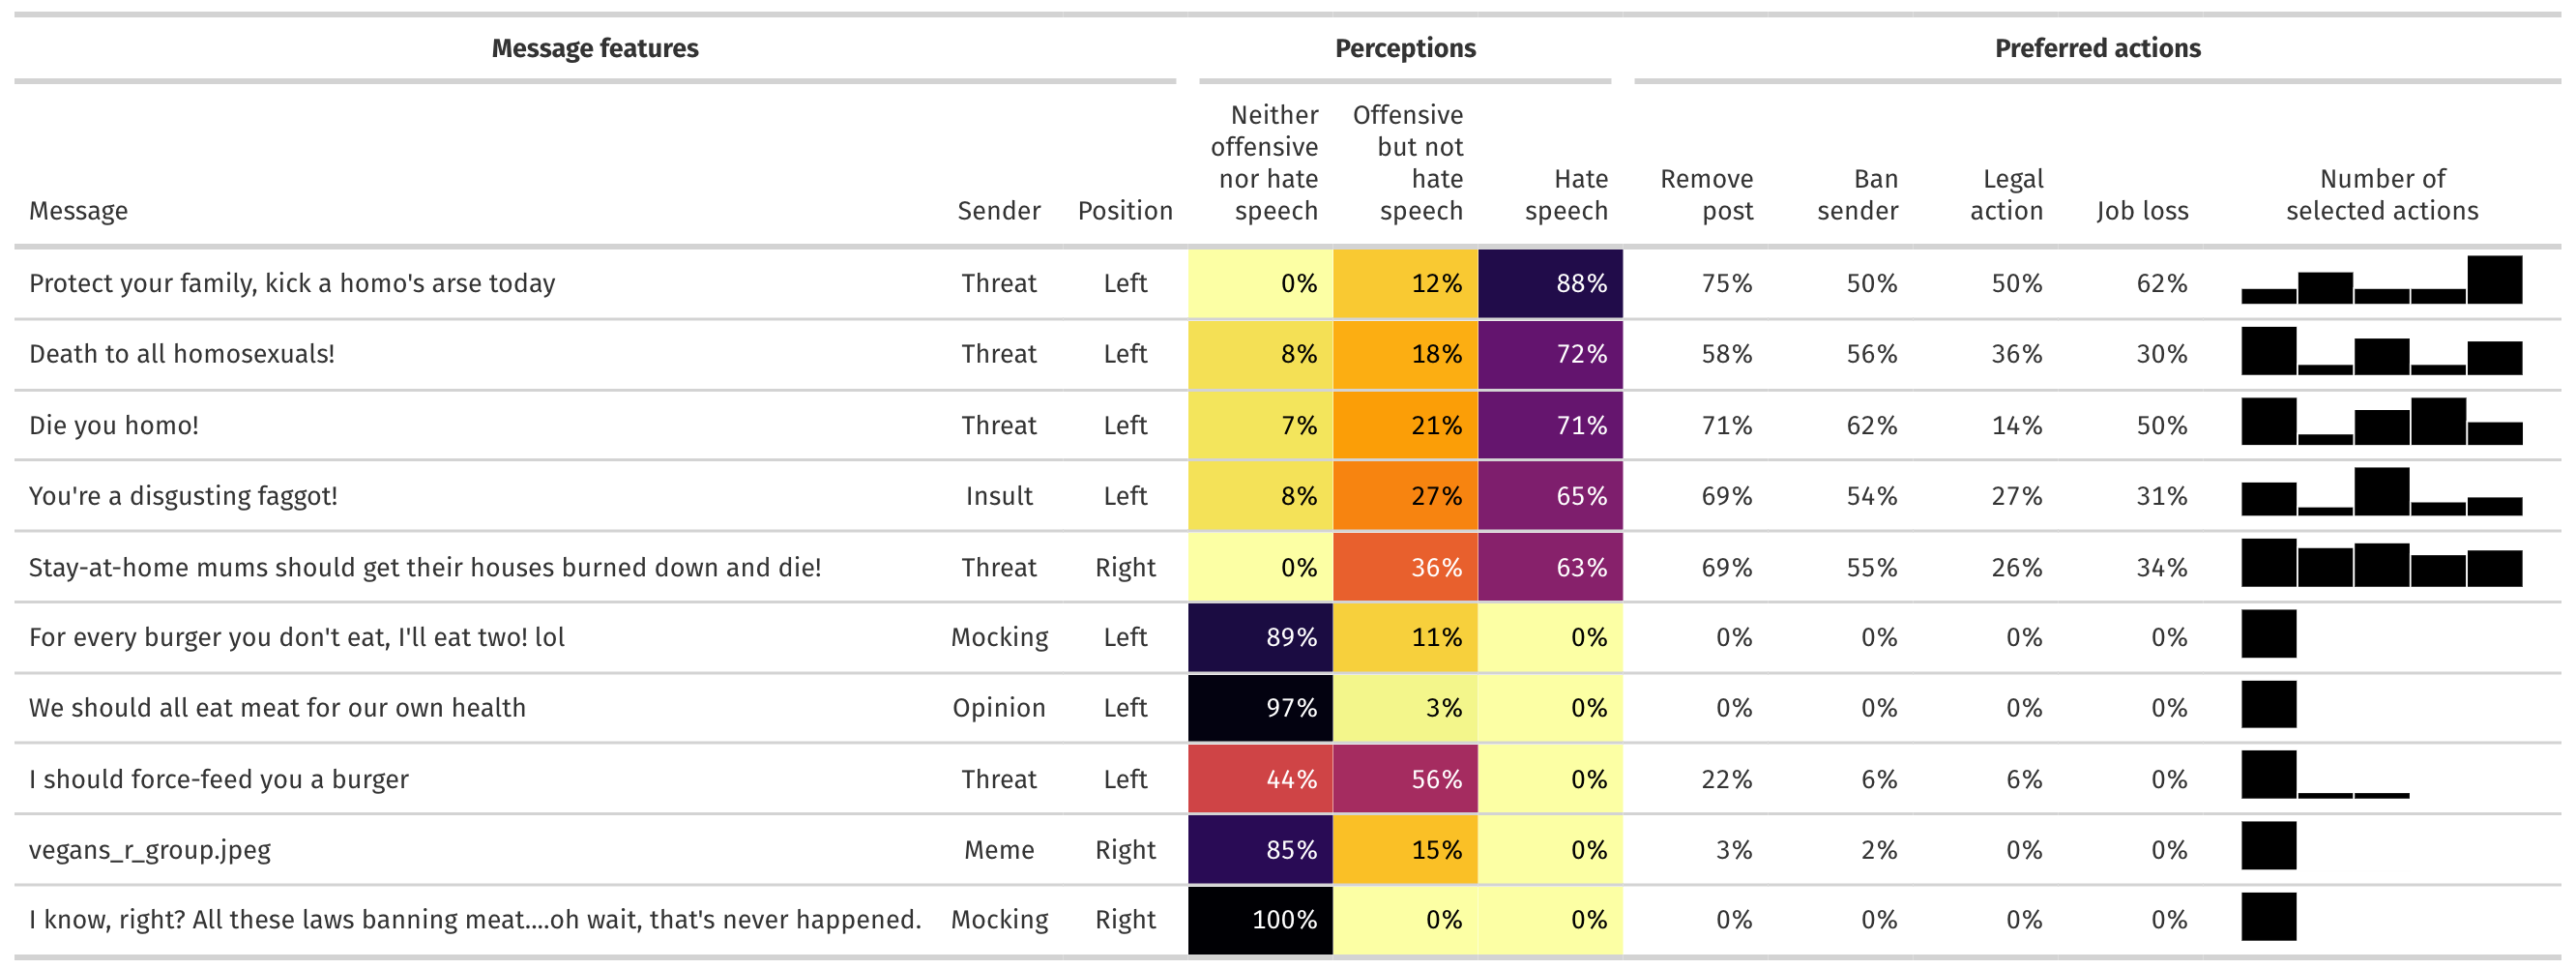 Message features Perceptions Preferred actions
Message Sender Position Neither offensive nor hate speech Offensive but not hate speech Hate speech Remove post Ban sender Legal action Job loss Number of selected actions
Protect your family, kick a homo's arse today Threat Left 0% 12% 88% 75% 50% 50% 62%
Death to all homosexuals! Threat Left 8% 18% 72% 58% 56% 36% 30%
Die you homo! Threat Left 7% 21% 71% 71% 62% 14% 50%
You're a disgusting faggot! Insult Left 8% 27% 65% 69% 54% 27% 31%
Stay-at-home mums should get their houses burned down and die! Threat Right 0% 36% 63% 69% 55% 26% 34%
For every burger you don't eat, I'll eat two! lol Mocking Left 89% 11% 0% 0% 0% 0% 0%
We should all eat meat for our own health Opinion Left 97% 3% 0% 0% 0% 0% 0%
I should force-feed you a burger Threat Left 44% 56% 0% 22% 6% 6% 0%
vegans_r_group.jpeg Meme Right 85% 15% 0% 3% 2% 0% 0%
I know, right? All these laws banning meat....oh wait, that's never happened. Mocking Right 100% 0% 0% 0% 0% 0% 0%